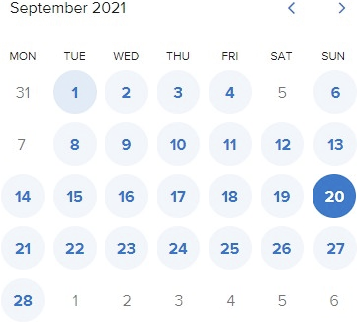 September 2021
MON TUE WED THU FRI SAT SUN
31 1 2 3 4 5 6
7 8 9 10 11 12 13
14 15 16 17 18 19 20
21 22 23 24 25 26 27
28 1 2 3 4 5 6